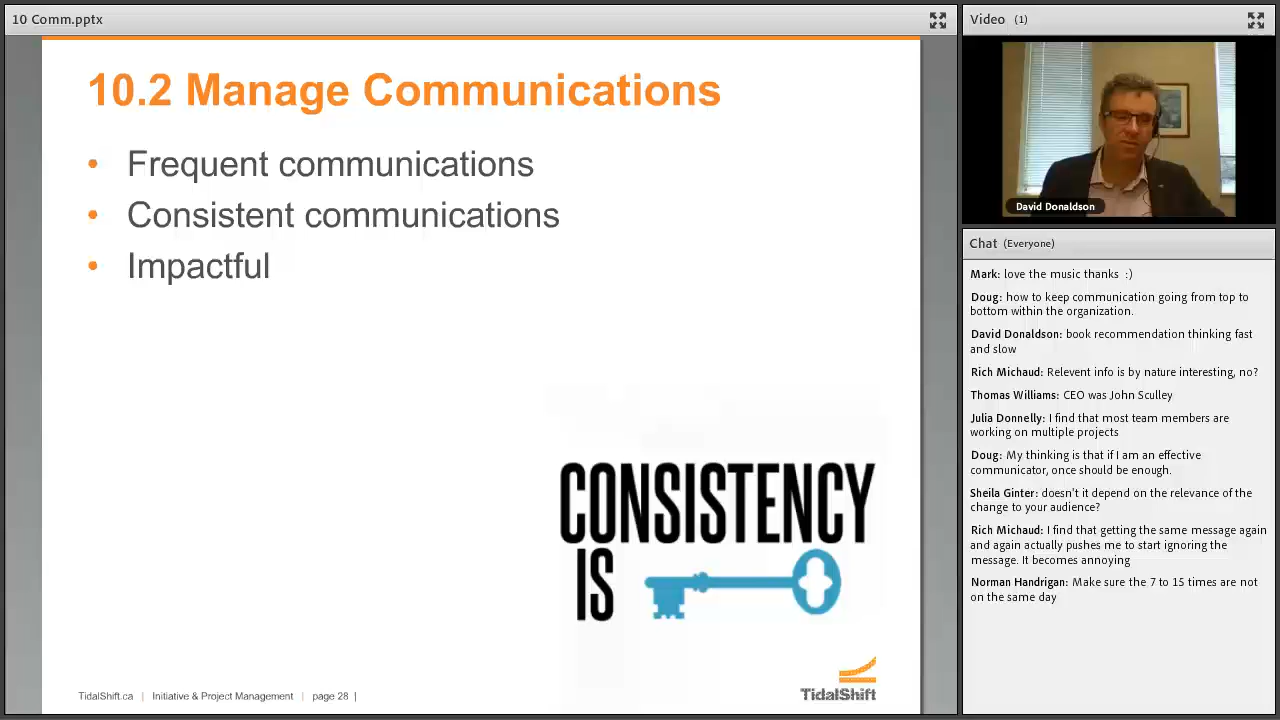 10 Comm.pptx
10.2 Manage Communications
• Frequent communications
• Consistent communications
• Impactful
CONSISTENCY
IS
TidalShift.ca | Initiative & Project Management | page 28 |
TidalShift
Video (1)
David Donaldson
Chat (Everyone)
Mark: love the music thanks :)
Doug: how to keep communication going from top to
bottom within the organization.
David Donaldson: book recommendation thinking fast
and slow
Rich Michaud: Relevent info is by nature interesting, no?
Thomas Williams: CEO was John Sculley
Julia Donnelly: I find that most team members are
working on multiple projects
Doug: My thinking is that if I am an effective
communicator, once should be enough.
Sheila Ginter: doesn't it depend on the relevance of the
change to your audience?
Rich Michaud: I find that getting the same message again
and again actually pushes me to start ignoring the
message. It becomes annoying
Norman Handrigan: Make sure the 7 to 15 times are not
on the same day